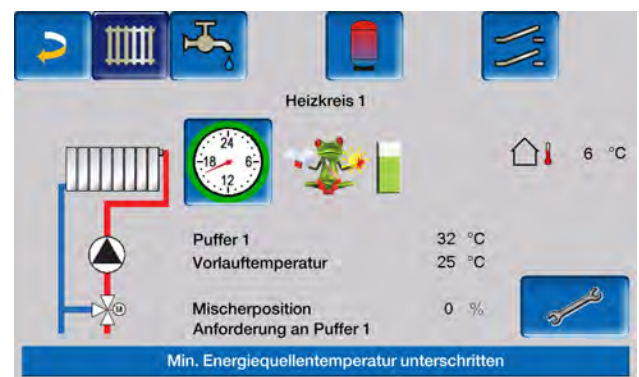 Heizkreis 1
24
18 6
12
6 °C
Puffer 1 32 °C
Vorlauftemperatur 25 °C
M
Mischerposition 0 %
Anforderung an Puffer 1
Min. Energiequellentemperatur unterschritten